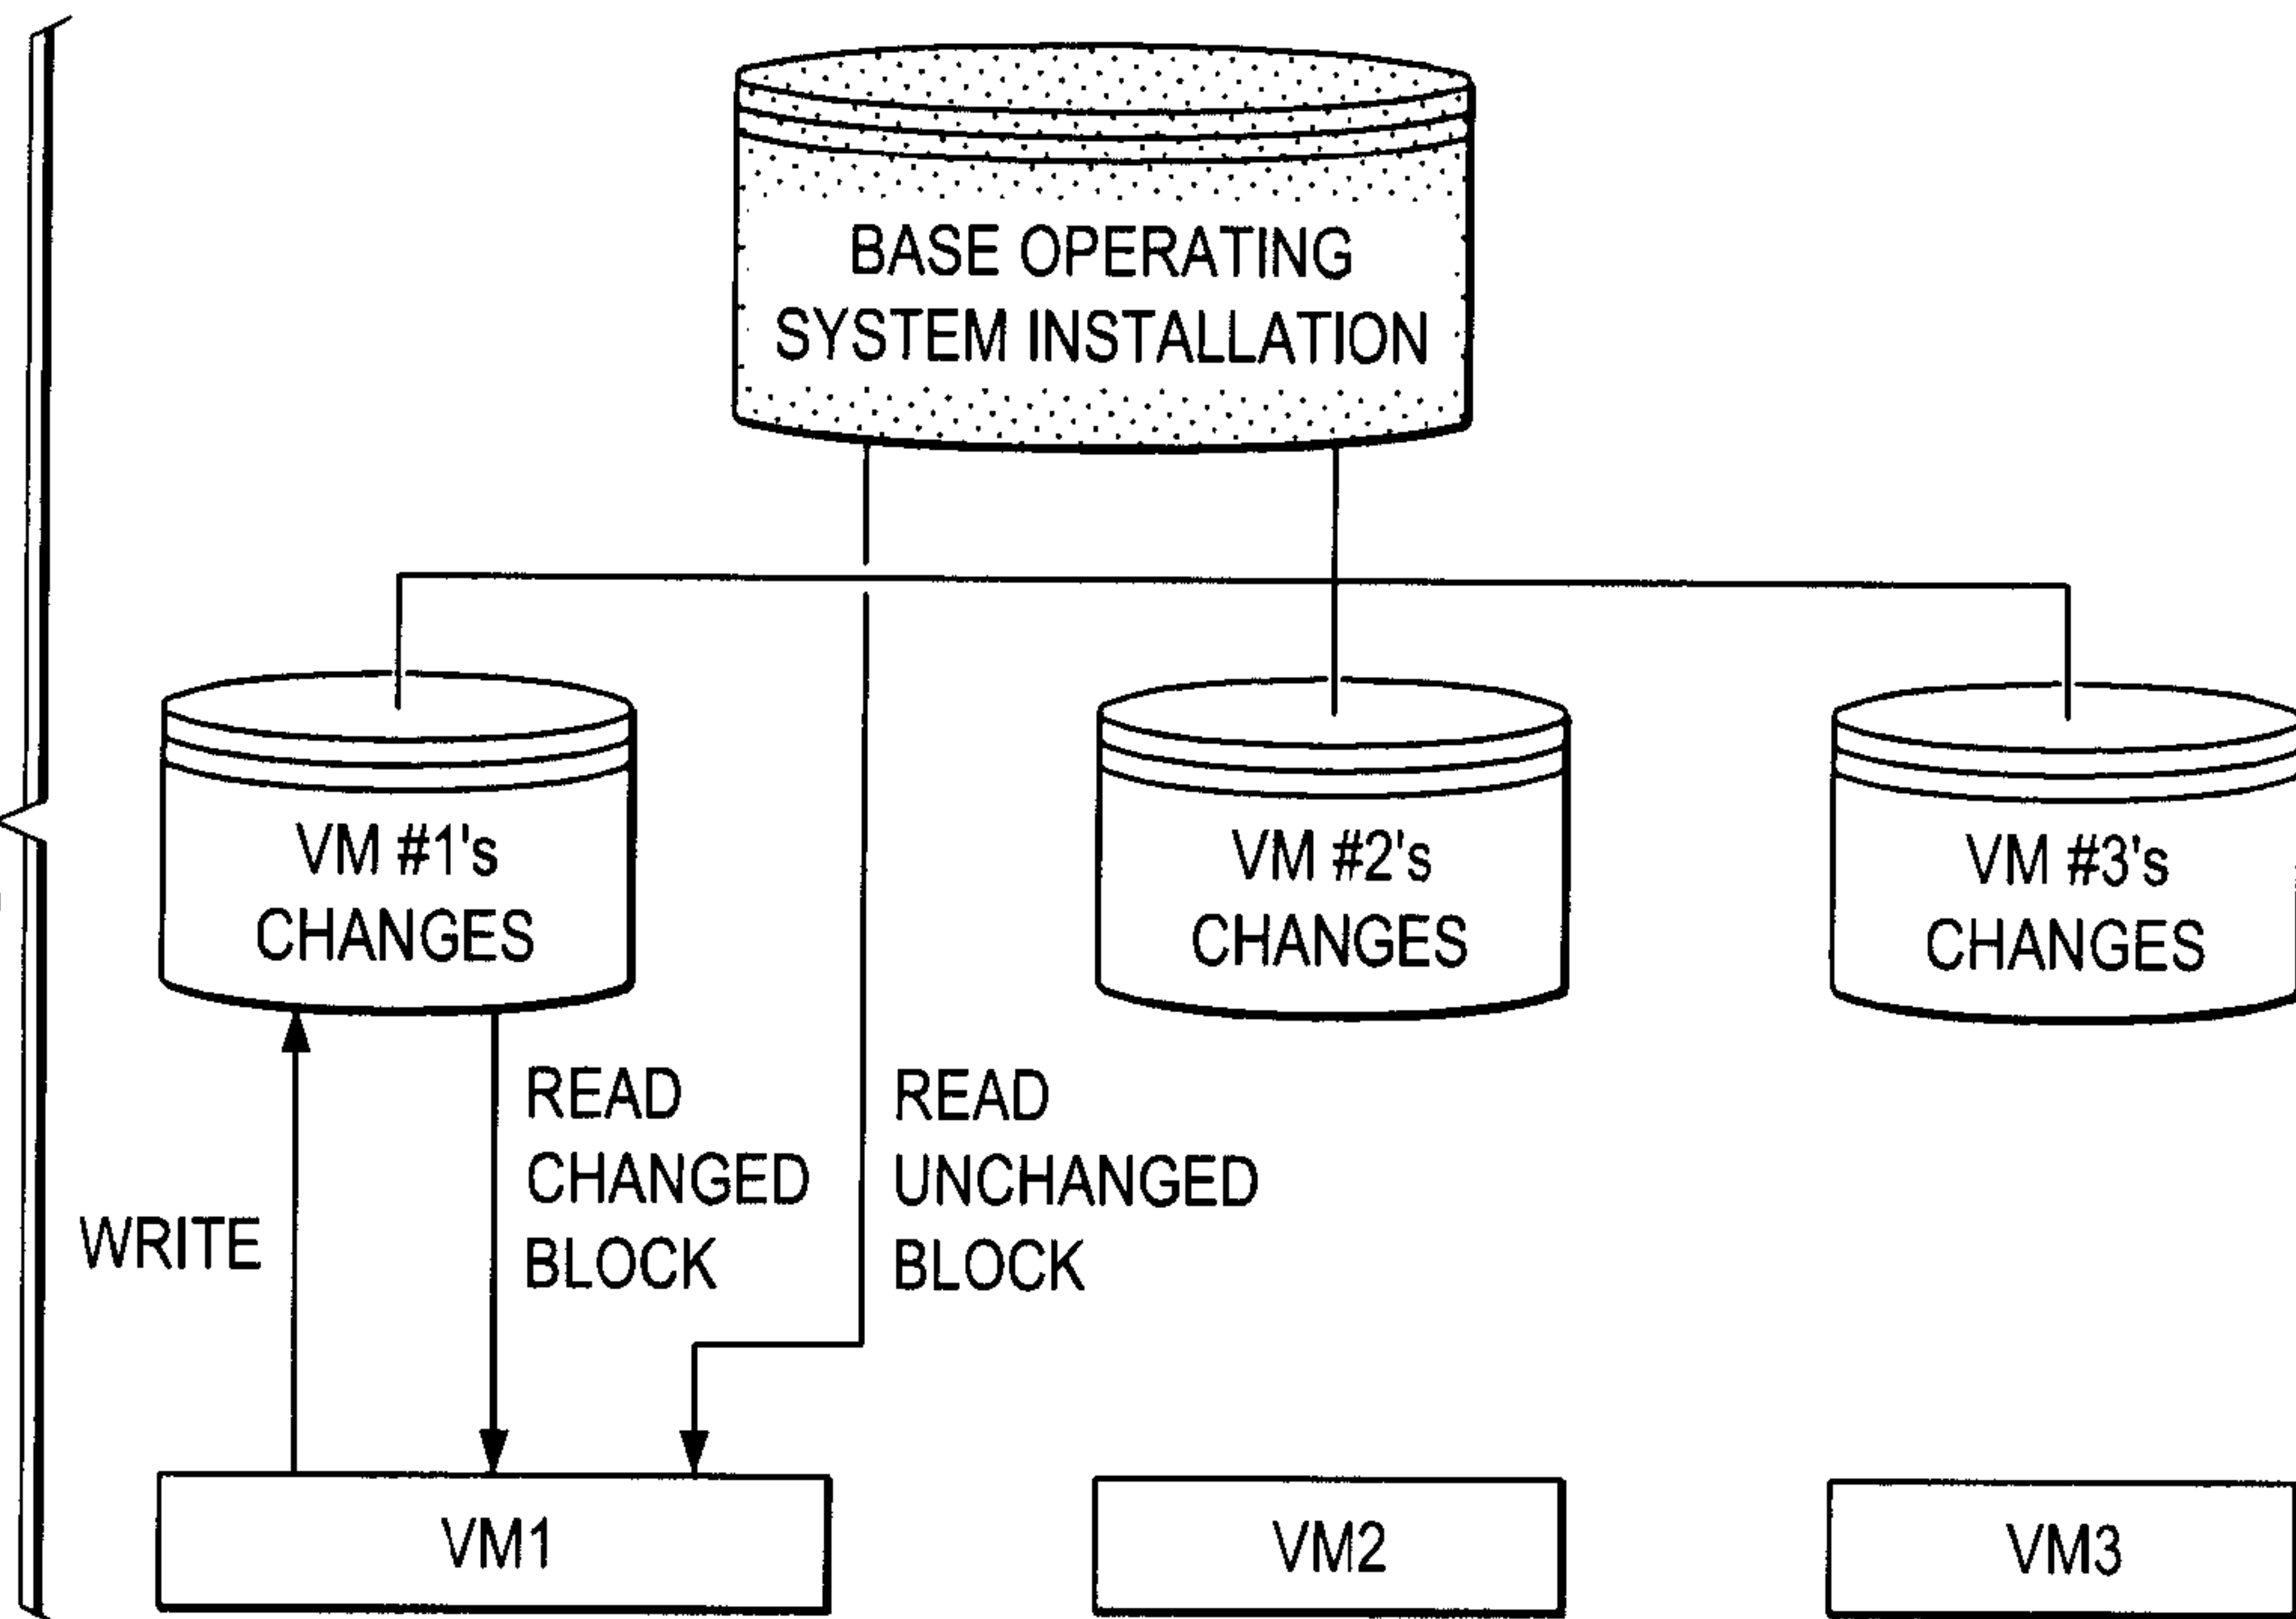 BASE OPERATING
SYSTEM INSTALLATION
VM #1's
CHANGES
VM #2's
CHANGES
VM #3's
CHANGES
WRITE
READ
CHANGED
BLOCK
READ
UNCHANGED
BLOCK
VM1
VM2
VM3